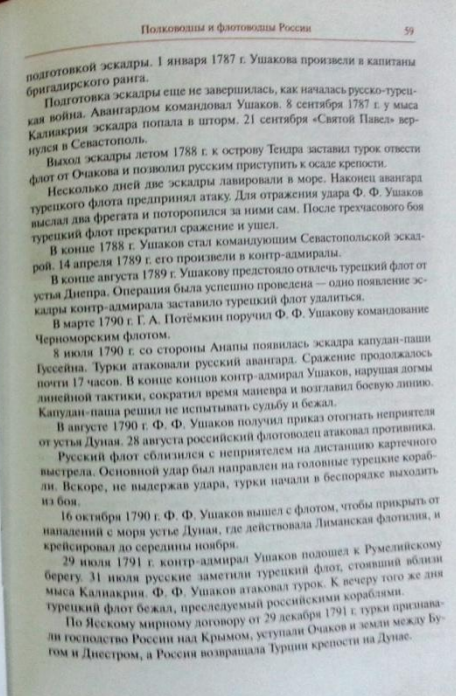 Полководцы и флотоводцы России 59
подготовкой эскадры. 1 января 1787 г. Ушакова произвели в капитаны
бригадирского ранга.
Подготовка эскадры еще не завершилась, как началась русско-турец-
кая война. Авангардом командовал Ушаков. 8 сентября 1787 г. у мыса
Калиакрия эскадра попала в шторм. 21 сентября «Святой Павел» вер-
нулся в Севастополь.
Выход эскадры летом 1788 г. к острову Тендра заставил турок отвести
флот от Очакова и позволил русским приступить к осаде крепости.
Несколько дней две эскадры лавировали в море. Наконец авангард
турецкого флота предпринял атаку. Для отражения удара Ф. Ф. Ушаков
выслал два фрегата и поторопился за ними сам. После трехчасового боя
турецкий флот прекратил сражение и ушел.
В конце 1788 г. Ушаков стал командующим Севастопольской эскад-
рой. 14 апреля 1789 г. его произвели в контр-адмиралы.
В конце августа 1789 г. Ушакову предстояло отвлечь турецкий флот от
устья Днепра. Операция была успешно проведена — одно появление эс-
кадры контр-адмирала заставило турецкий флот удалиться.
В марте 1790 г. Г. А. Потёмкин поручил Ф. Ф. Ушакову командование
Черноморским флотом.
8 июля 1790 г. со стороны Анапы появилась эскадра капудан-паши
Гуссейна. Турки атаковали русский авангард. Сражение продолжалось
почти 17 часов. В конце концов контр-адмирал Ушаков, нарушая догмы
линейной тактики, сократил время маневра и возглавил боевую линию.
Капудан-паша решил не испытывать судьбу и бежал.
В августе 1790 г. Ф. Ф. Ушаков получил приказ отогнать неприятеля
от устья Дуная. 28 августа российский флотоводец атаковал противника.
Русский флот сблизился с неприятелем на дистанцию картечного
выстрела. Основной удар был направлен на головные турецкие кораб-
ли. Вскоре, не выдержав удара, турки начали в беспорядке выходить
из боя.
16 октября 1790 г. Ф. Ф. Ушаков вышел с флотом, чтобы прикрыть от
нападений с моря устье Дуная, где действовала Лиманская флотилия, и
крейсировал до середины ноября.
29 июля 1791 г. контр-адмирал Ушаков подошел к Румелийскому
берегу. 31 июля русские заметили турецкий флот, стоявший вблизи
мыса Калиакрия. Ф. Ф. Ушаков атаковал турок. К вечеру того же дня
турецкий флот бежал, преследуемый российскими кораблями.
По Ясскому мирному договору от 29 декабря 1791 г. турки признава-
ли господство России над Крымом, уступали Очаков и земли между Бу-
гом и Днестром, а Россия возвращала Турции крепости на Дунае.